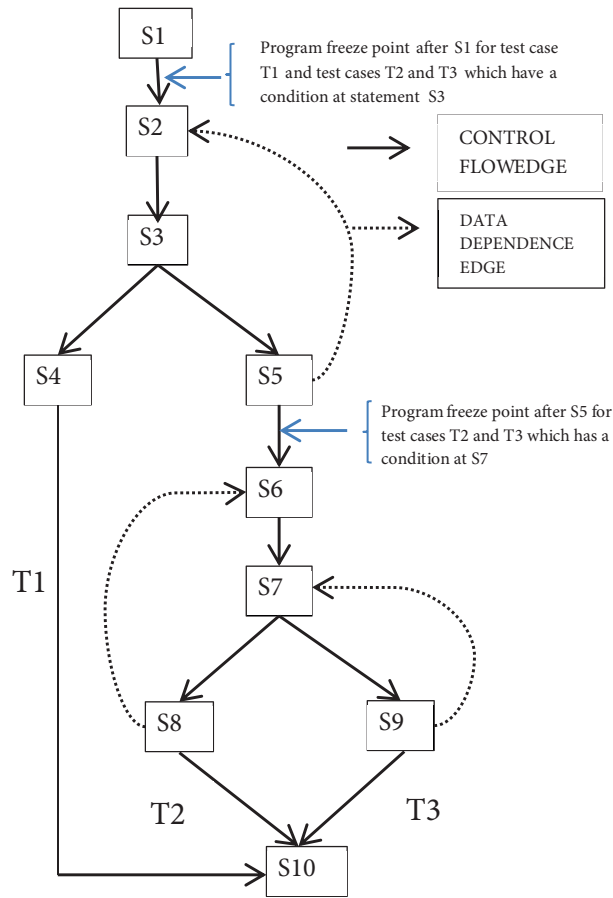 S1
Program freeze point after S1 for test case
T1 and test cases T2 and T3 which have a
condition at statement S3
S2
CONTROL
FLOWEDGE
S3
DATA
DEPENDENCE
EDGE
S4
S5
Program freeze point after S5 for
test cases T2 and T3 which has a
condition at S7
S6
T1
S7
S8
S9
T2
T3
S10